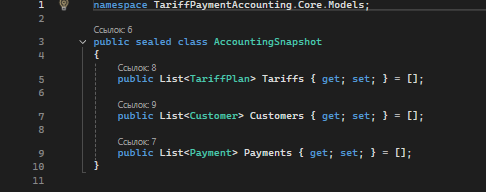 1 namespace TariffPaymentAccounting.Core.Models;
2
Ссылок: 6
3 public sealed class AccountingSnapshot
4 {
Ссылок: 8
5 public List<TariffPlan> Tariffs { get; set; } = [];
6
Ссылок: 9
7 public List<Customer> Customers { get; set; } = [];
8
Ссылок: 7
9 public List<Payment> Payments { get; set; } = [];
10 }
11